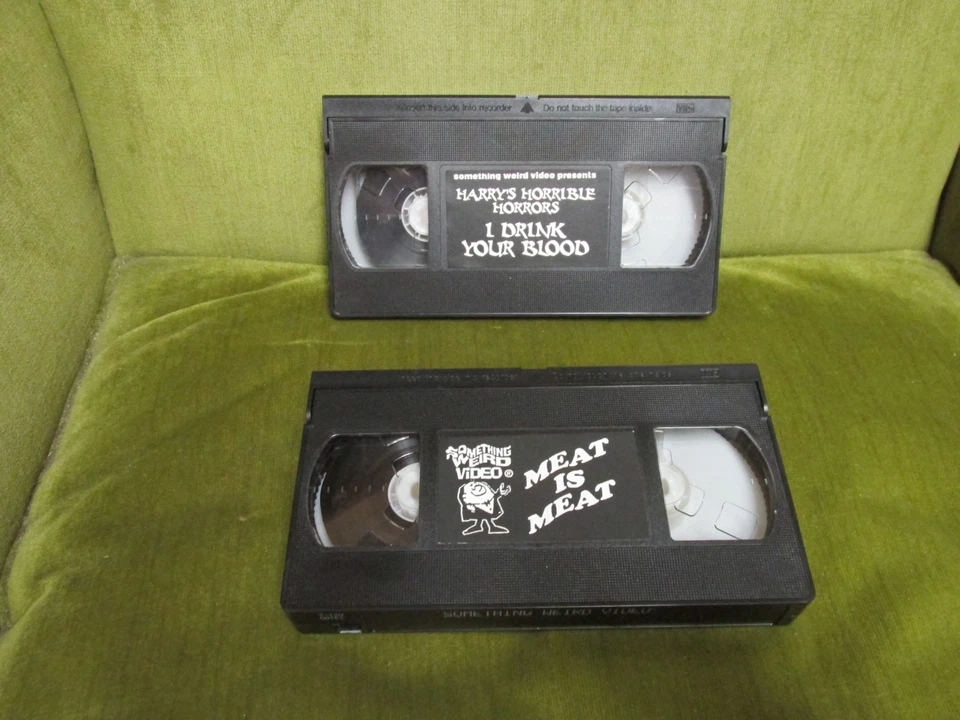 Insert this side into recorder ▲ Do not touch the tape inside VHS
something weird video presents
HARRY'S HORRIBLE
HORRORS
I DRINK
YOUR BLOOD
SOMETHING
WEIRD
VIDEO®
MEAT
IS
MEAT
SOMETHING WEIRD VIDEO